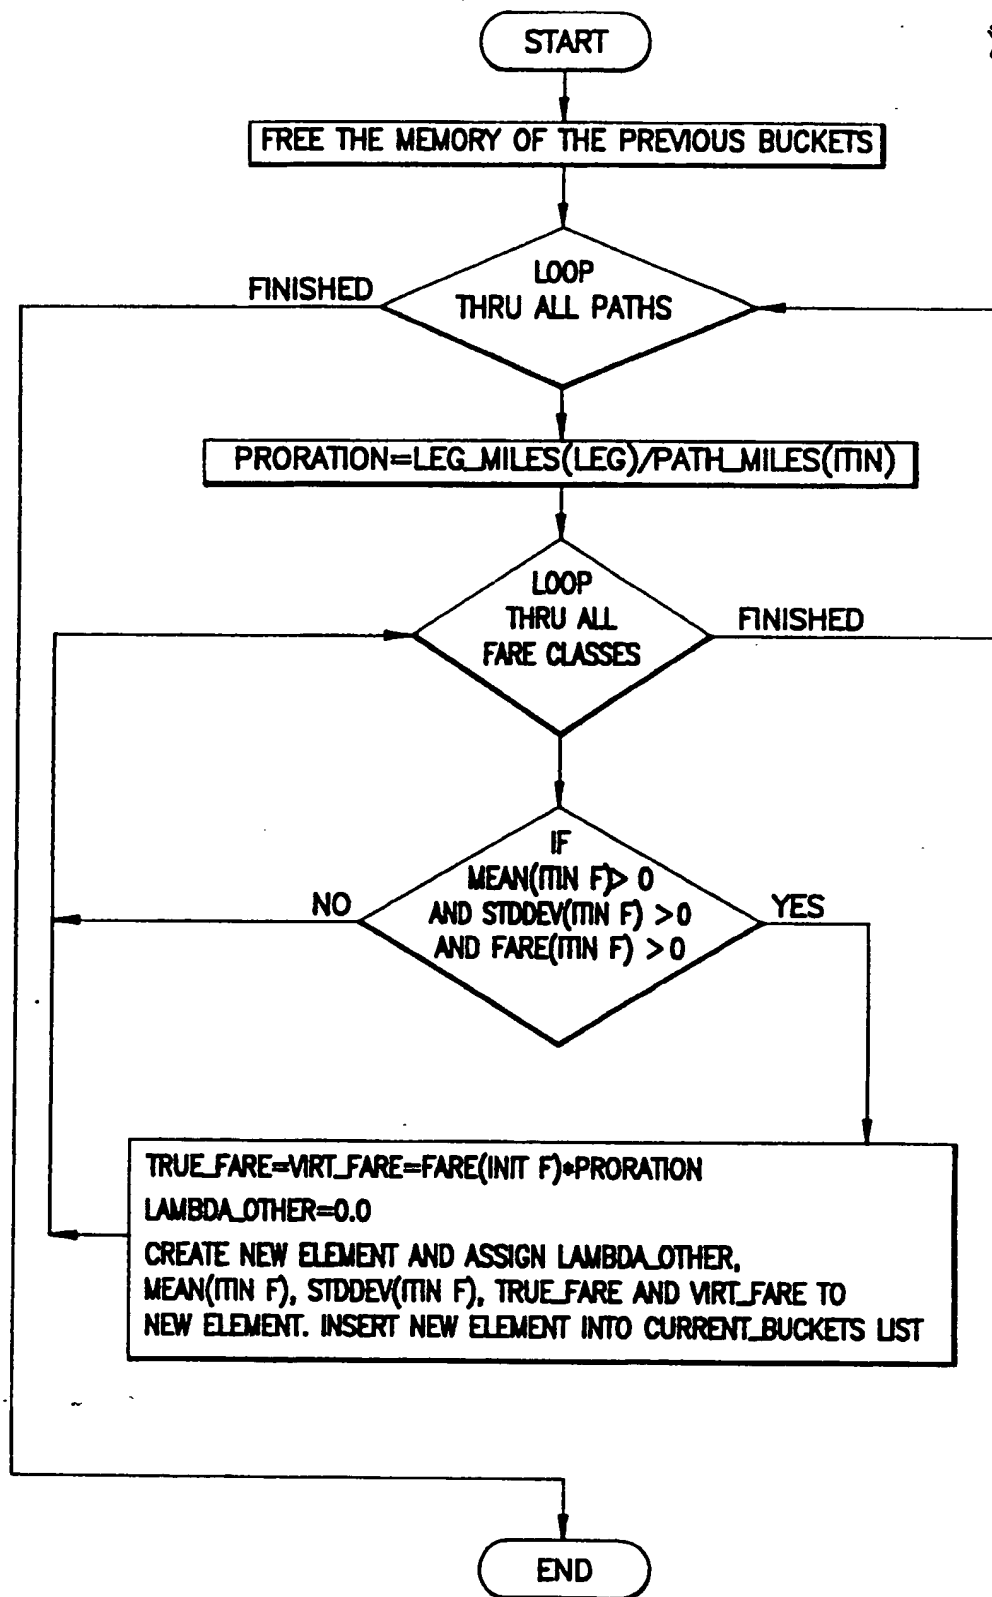 START
FREE THE MEMORY OF THE PREVIOUS BUCKETS
LOOP
THRU ALL PATHS
FINISHED
PRORATION=LEG_MILES(LEG)/PATH_MILES(ITIN)
LOOP
THRU ALL
FARE CLASSES
FINISHED
IF
MEAN(ITIN F)> 0
AND STDDEV(ITIN F) >0
AND FARE(ITIN F) >0
NO
YES
TRUE_FARE=VIRT_FARE=FARE(INIT F)*PRORATION
LAMBDA_OTHER=0.0
CREATE NEW ELEMENT AND ASSIGN LAMBDA_OTHER,
MEAN(ITIN F), STDDEV(ITIN F), TRUE_FARE AND VIRT_FARE TO
NEW ELEMENT. INSERT NEW ELEMENT INTO CURRENT_BUCKETS LIST
END